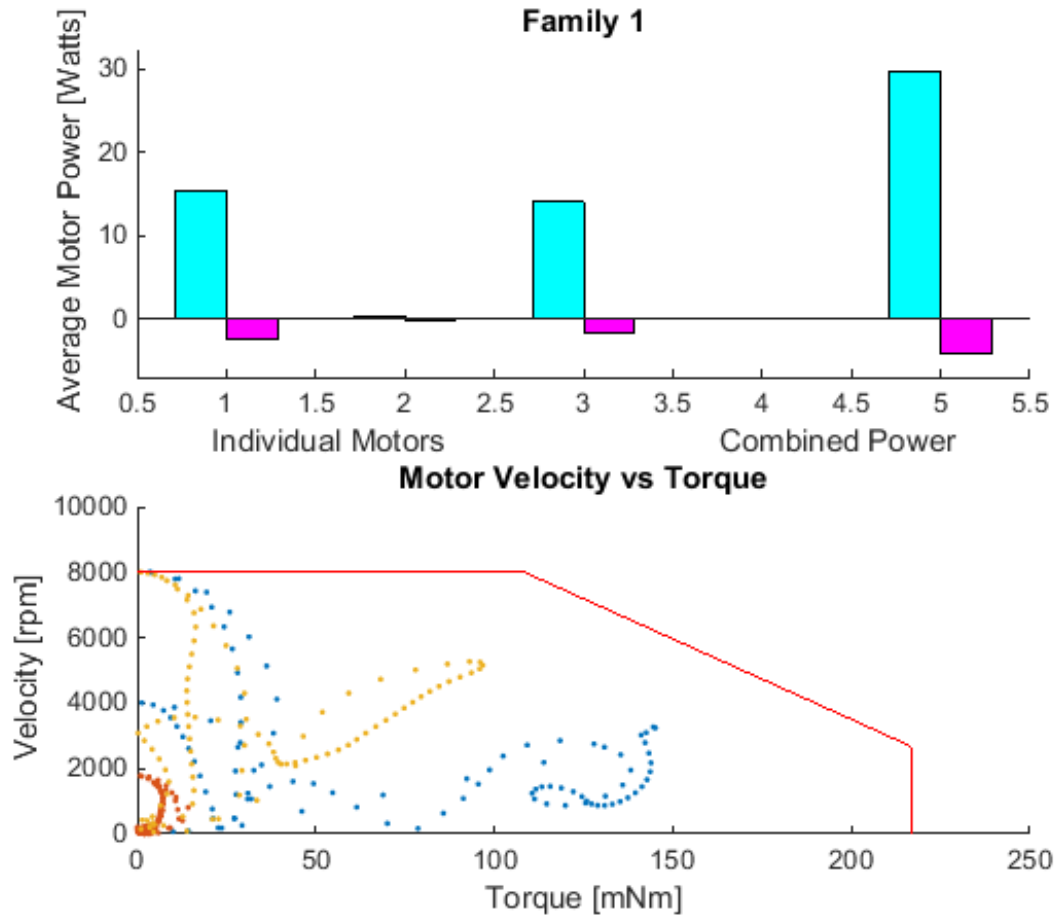 Family 1
Average Motor Power [Watts]
30
20
10
0
0.5 1 1.5 2 2.5 3 3.5 4 4.5 5 5.5
Individual Motors Combined Power
Motor Velocity vs Torque
Velocity [rpm]
10000
8000
6000
4000
2000
0
0 50 100 150 200 250
Torque [mNm]